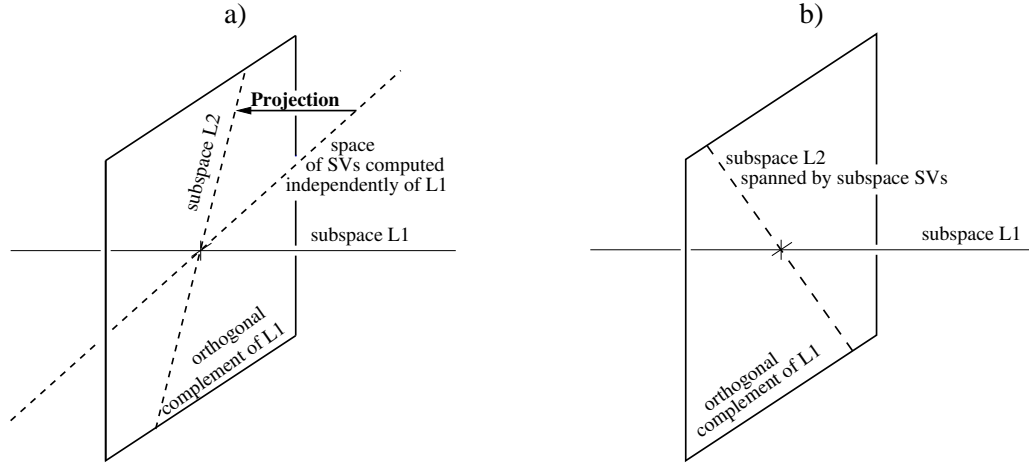 a)
Projection
subspace L2
space
of SVs computed
independently of L1
subspace L1
orthogonal
complement of L1
b)
subspace L2
spanned by subspace SVs
subspace L1
orthogonal
complement of L1